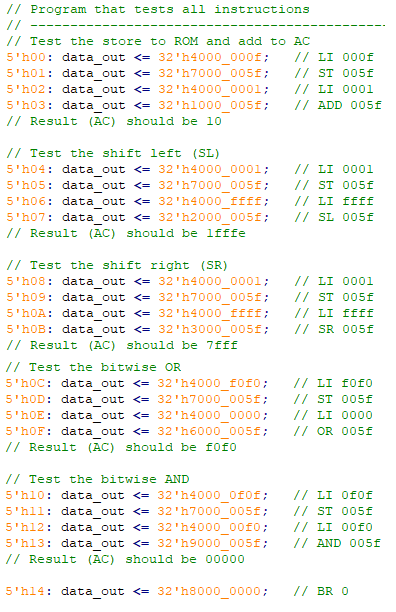 // Program that tests all instructions
// -----------------------------------------------
// Test the store to ROM and add to AC
5'h00: data_out <= 32'h4000_000f;   // LI 000f
5'h01: data_out <= 32'h7000_005f;   // ST 005f
5'h02: data_out <= 32'h4000_0001;   // LI 0001
5'h03: data_out <= 32'h1000_005f;   // ADD 005f
// Result (AC) should be 10

// Test the shift left (SL)
5'h04: data_out <= 32'h4000_0001;   // LI 0001
5'h05: data_out <= 32'h7000_005f;   // ST 005f
5'h06: data_out <= 32'h4000_ffff;   // LI ffff
5'h07: data_out <= 32'h2000_005f;   // SL 005f
// Result (AC) should be 1fffe

// Test the shift right (SR)
5'h08: data_out <= 32'h4000_0001;   // LI 0001
5'h09: data_out <= 32'h7000_005f;   // ST 005f
5'h0A: data_out <= 32'h4000_ffff;   // LI ffff
5'h0B: data_out <= 32'h3000_005f;   // SR 005f
// Result (AC) should be 7fff
// Test the bitwise OR
5'h0C: data_out <= 32'h4000_f0f0;   // LI f0f0
5'h0D: data_out <= 32'h7000_005f;   // ST 005f
5'h0E: data_out <= 32'h4000_0000;   // LI 0000
5'h0F: data_out <= 32'h6000_005f;   // OR 005f
// Result (AC) should be f0f0

// Test the bitwise AND
5'h10: data_out <= 32'h4000_0f0f;   // LI 0f0f
5'h11: data_out <= 32'h7000_005f;   // ST 005f
5'h12: data_out <= 32'h4000_00f0;   // LI 00f0
5'h13: data_out <= 32'h9000_005f;   // AND 005f
// Result (AC) should be 00000

5'h14: data_out <= 32'h8000_0000;   // BR 0